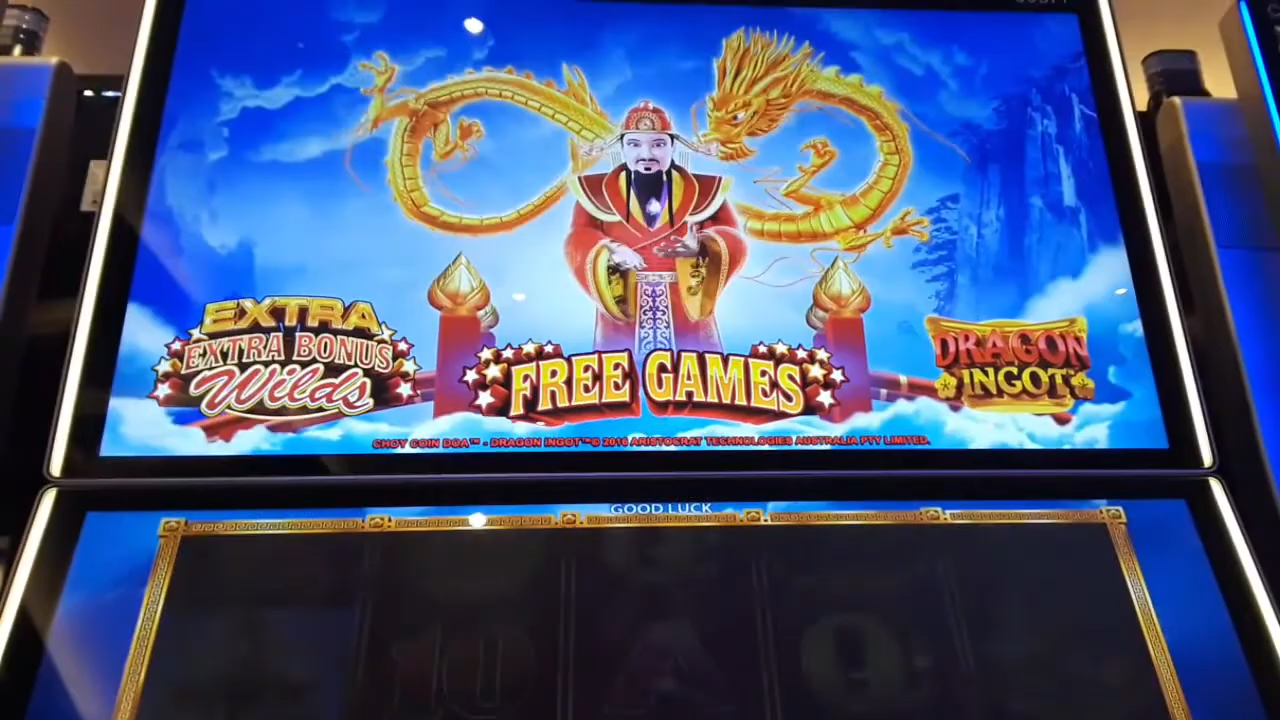 EXTRA
EXTRA BONUS
Wilds
FREE GAMES
DRAGON
INGOT
CHOY COIN DOA™ - DRAGON INGOT™© 2016 ARISTOCRAT TECHNOLOGIES AUSTRALIA PTY LIMITED.
GOOD LUCK